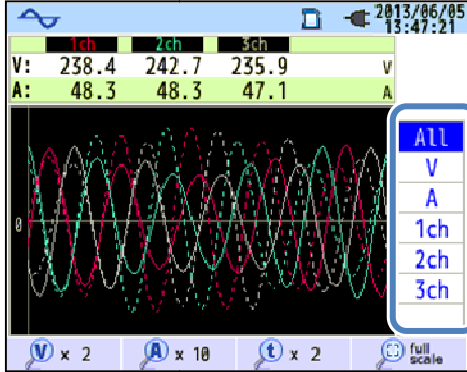 2013/06/05
13:47:21
1ch 2ch 3ch
V: 238.4 242.7 235.9 V
A: 48.3 48.3 47.1 A
All
V
A
1ch
2ch
3ch
0
V x 2 A x 10 t x 2 full scale